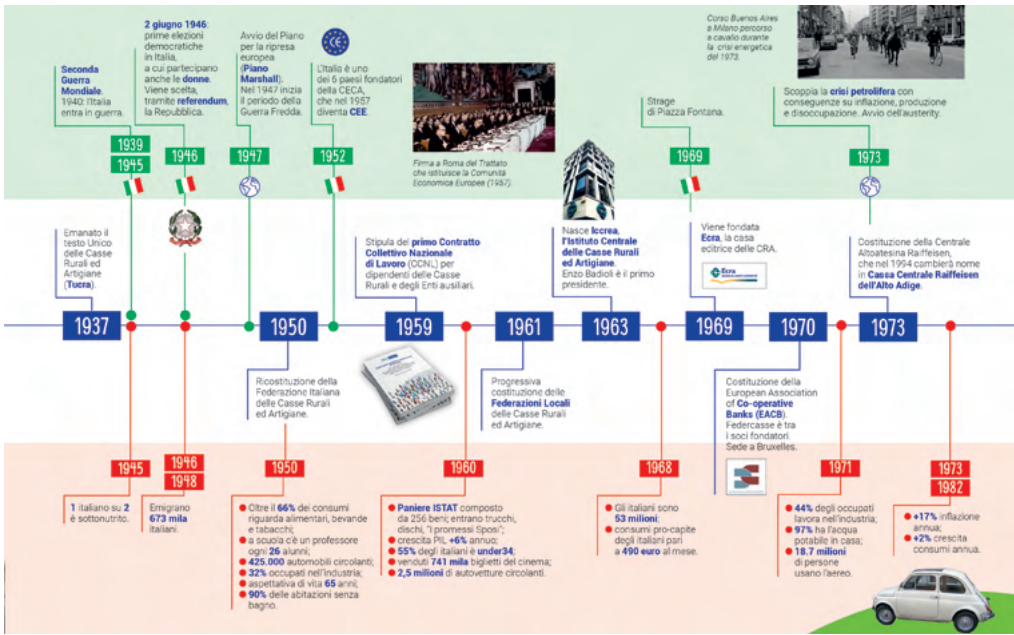 Seconda
Guerra
Mondiale.
1940: l'Italia
entra in guerra.
1939
1945
2 giugno 1946:
prime elezioni
democratiche
in Italia,
a cui partecipano
anche le donne.
Viene scelta,
tramite referendum,
la Repubblica.
1946
Avvio del Piano
per la ripresa
europea
(Piano
Marshall).
Nel 1947 inizia
il periodo della
Guerra Fredda.
1947
CE
L'Italia è uno
dei 6 paesi fondatori
della CECA,
che nel 1957
diventa CEE.
1952
Firma a Roma del Trattato
che istituisce la Comunità
Economica Europea (1957).
Strage
di Piazza Fontana.
1969
Corso Buenos Aires
a Milano percorso
a cavallo durante
la crisi energetica
del 1973.
Scoppia la crisi petrolifera con
conseguenze su inflazione, produzione
e disoccupazione. Avvio dell'austerity.
1973
Emanato il
testo Unico
delle Casse
Rurali ed
Artigiane
(Tucra).
1937
1950
Ricostituzione della
Federazione Italiana
delle Casse Rurali
ed Artigiane.
Stipula del primo Contratto
Collettivo Nazionale
di Lavoro (CCNL) per
dipendenti delle Casse
Rurali e degli Enti ausiliari.
1959
1961
Progressiva
costituzione delle
Federazioni Locali
delle Casse Rurali
ed Artigiane.
Nasce Iccrea,
l'Istituto Centrale
delle Casse Rurali
ed Artigiane.
Enzo Badioli è il primo
presidente.
1963
Viene fondata
Ecra, la casa
editrice delle CRA.
Ecra
1969
1970
Costituzione della
European Association
of Co-operative
Banks (EACB).
Federcasse è tra
i soci fondatori.
Sede a Bruxelles.
Costituzione della Centrale
Altoatesina Raiffeisen,
che nel 1994 cambierà nome
in Cassa Centrale Raiffeisen
dell'Alto Adige.
1973
1945
1 italiano su 2
è sottonutrito.
1946
1948
Emigrano
673 mila
italiani.
1950
Oltre il 66% dei consumi
riguarda alimentari, bevande
e tabacchi;
a scuola c'è un professore
ogni 26 alunni;
425.000 automobili circolanti;
32% occupati nell'industria;
aspettativa di vita 65 anni;
90% delle abitazioni senza
bagno.
1960
Paniere ISTAT composto
da 256 beni; entrano trucchi,
dischi, "I promessi Sposi";
crescita PIL +6% annuo;
55% degli italiani è under34;
venduti 741 mila biglietti del cinema;
2,5 milioni di autovetture circolanti.
1968
Gli italiani sono
53 milioni;
consumi pro-capite
degli italiani pari
a 490 euro al mese.
1971
44% degli occupati
lavora nell'industria;
97% ha l'acqua
potabile in casa;
18.7 milioni
di persone
usano l'aereo.
1973
1982
+17% inflazione
annua;
+2% crescita
consumi annua.